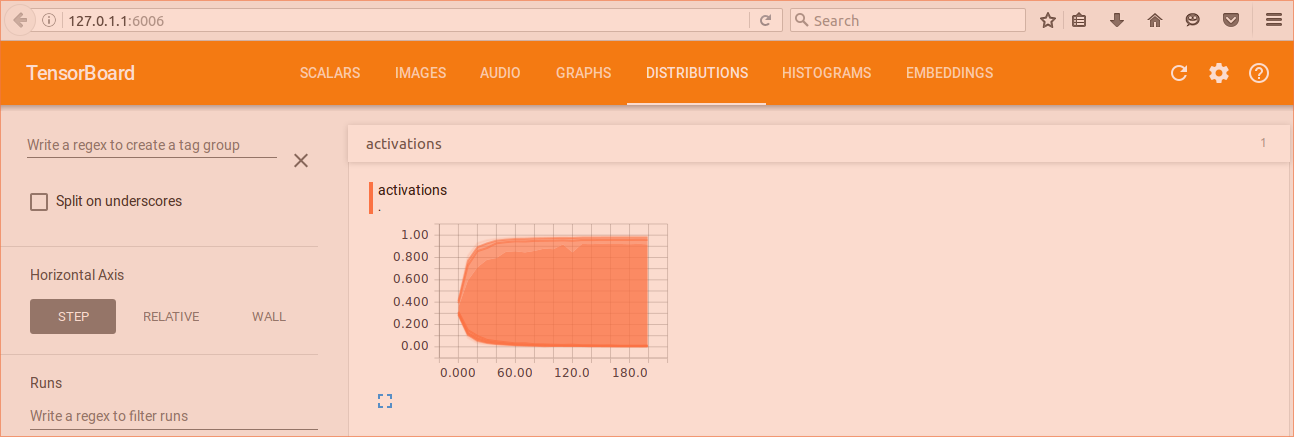 127.0.1.1:6006
Search
TensorBoard SCALARS IMAGES AUDIO GRAPHS DISTRIBUTIONS HISTOGRAMS EMBEDDINGS
Write a regex to create a tag group
Split on underscores
Horizontal Axis
STEP RELATIVE WALL
Runs
Write a regex to filter runs
activations 1
activations
.
1.00
0.800
0.600
0.400
0.200
0.00
0.000 60.00 120.0 180.0